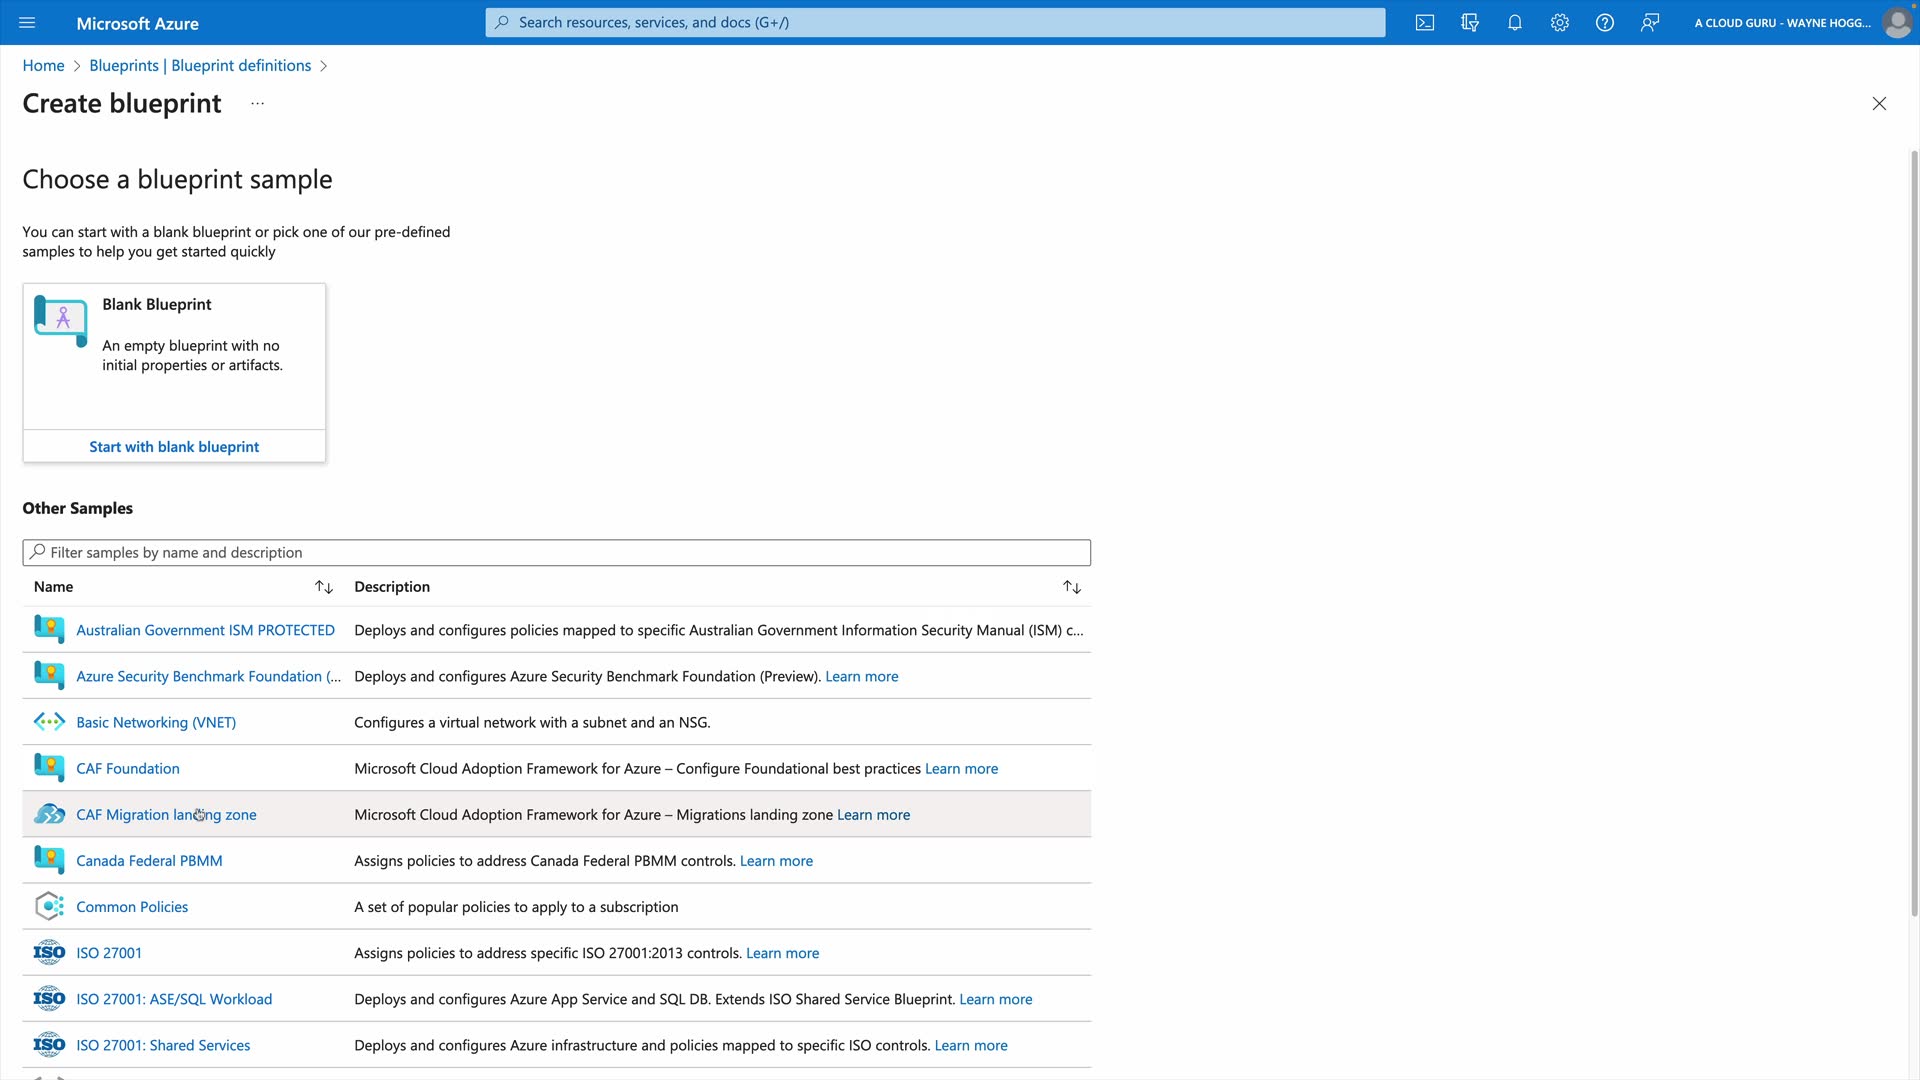 Microsoft Azure
Search resources, services, and docs (G+/)
A CLOUD GURU - WAYNE HOGG...
Home > Blueprints | Blueprint definitions >
Create blueprint ...
Choose a blueprint sample
You can start with a blank blueprint or pick one of our pre-defined
samples to help you get started quickly
Blank Blueprint
An empty blueprint with no
initial properties or artifacts.
Start with blank blueprint
Other Samples
Filter samples by name and description
Name Description
Australian Government ISM PROTECTED Deploys and configures policies mapped to specific Australian Government Information Security Manual (ISM) c...
Azure Security Benchmark Foundation (... Deploys and configures Azure Security Benchmark Foundation (Preview). Learn more
Basic Networking (VNET) Configures a virtual network with a subnet and an NSG.
CAF Foundation Microsoft Cloud Adoption Framework for Azure – Configure Foundational best practices Learn more
CAF Migration landing zone Microsoft Cloud Adoption Framework for Azure – Migrations landing zone Learn more
Canada Federal PBMM Assigns policies to address Canada Federal PBMM controls. Learn more
Common Policies A set of popular policies to apply to a subscription
ISO ISO 27001 Assigns policies to address specific ISO 27001:2013 controls. Learn more
ISO ISO 27001: ASE/SQL Workload Deploys and configures Azure App Service and SQL DB. Extends ISO Shared Service Blueprint. Learn more
ISO ISO 27001: Shared Services Deploys and configures Azure infrastructure and policies mapped to specific ISO controls. Learn more